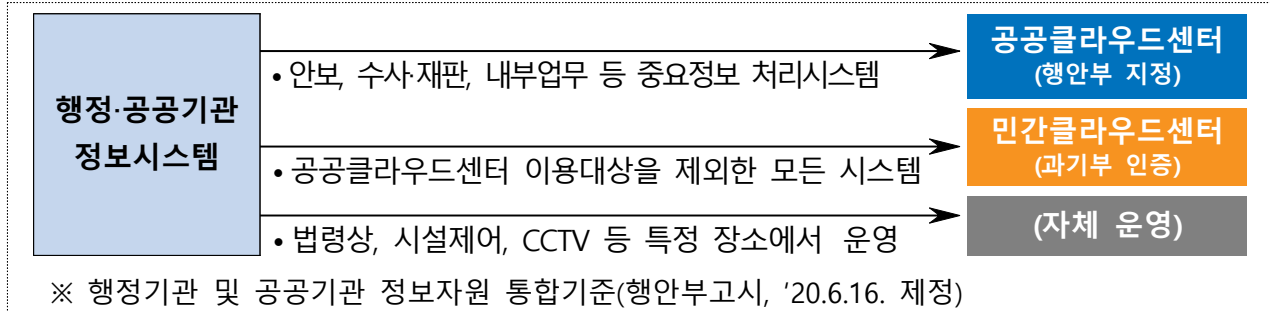 행정·공공기관
정보시스템
• 안보, 수사·재판, 내부업무 등 중요정보 처리시스템
공공클라우드센터
(행안부 지정)
• 공공클라우드센터 이용대상을 제외한 모든 시스템
민간클라우드센터
(과기부 인증)
• 법령상, 시설제어, CCTV 등 특정 장소에서 운영
(자체 운영)
※ 행정기관 및 공공기관 정보자원 통합기준(행안부고시, ’20.6.16. 제정)